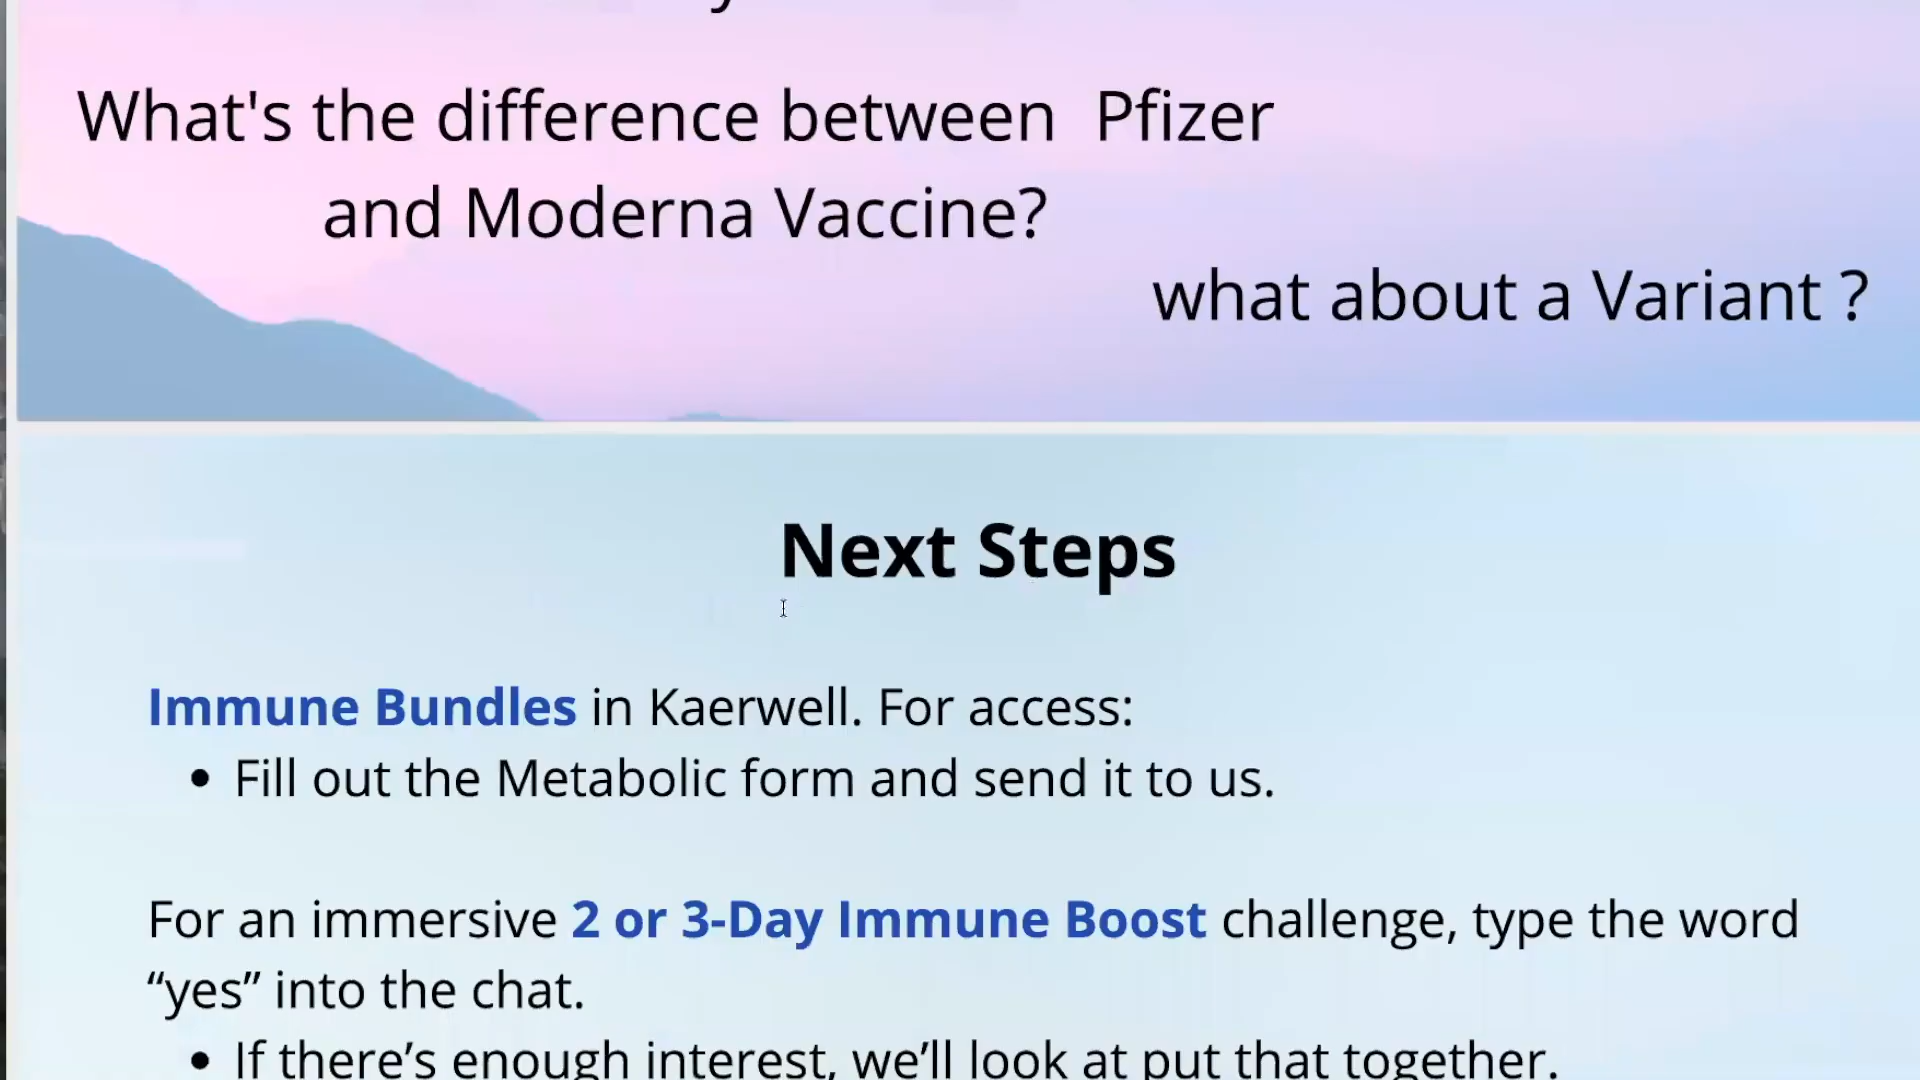 What's the difference between Pfizer
and Moderna Vaccine?
what about a Variant ?
Next Steps
Immune Bundles in Kaerwell. For access:
• Fill out the Metabolic form and send it to us.
For an immersive 2 or 3-Day Immune Boost challenge, type the word
“yes” into the chat.
• If there’s enough interest, we’ll look at put that together.